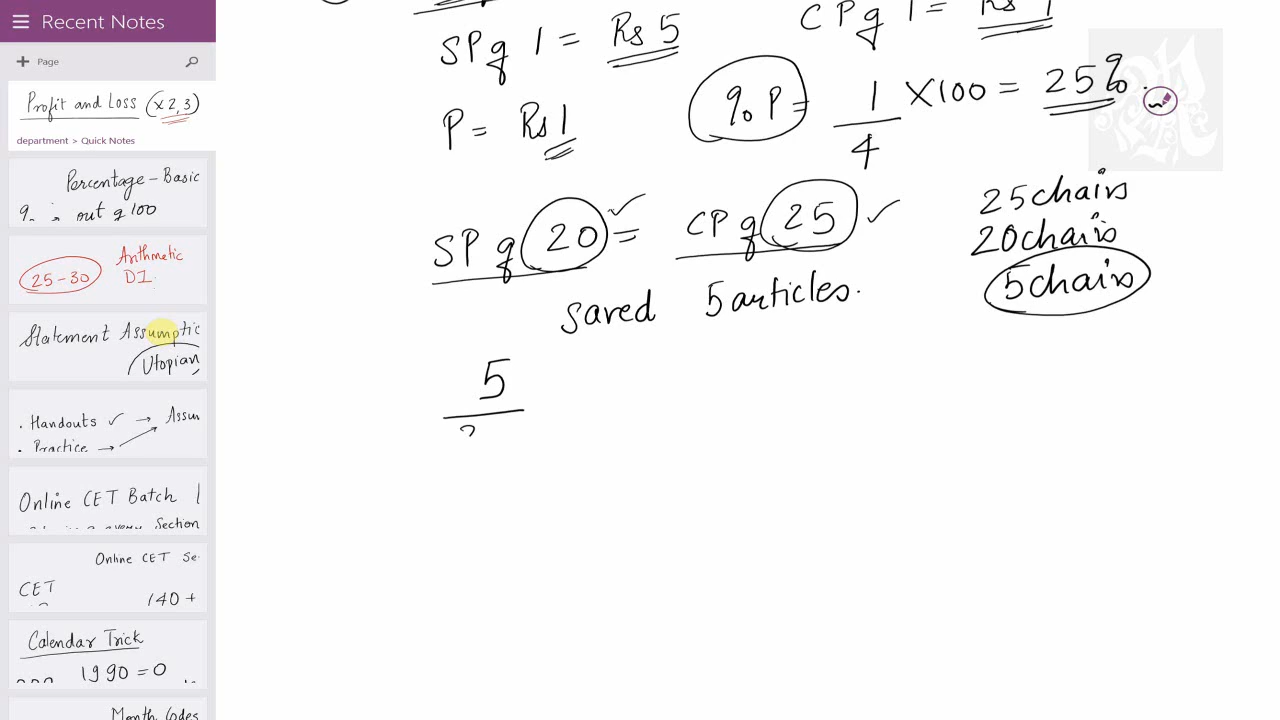 Recent Notes
+ Page
Profit and Loss (×2,3)
department > Quick Notes
Percentage - Basic
out of 100
Arithmetic
25-30 DI
Statement Assumptic
Utopian
. Handouts ✓ → Assum
. Practice →
Online CET Batch
Section
Online CET Se
CET
140 +
Calendar Trick
1990 = 0
Month Codes
SP of 1 = Rs 5
CP of 1 =
P = Rs 1
% P = 1/4 × 100 = 25%
SP of 20 = CP of 25 ✓
saved 5 articles.
25 chairs
20 chairs
5 chairs
5